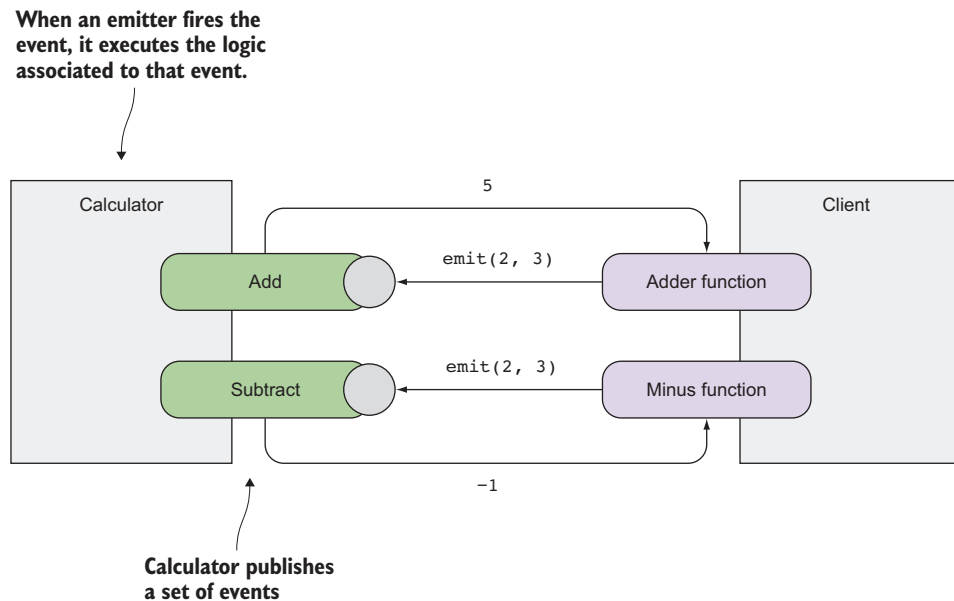 When an emitter fires the
event, it executes the logic
associated to that event.
5
Calculator
Client
emit(2, 3)
Add
Adder function
emit(2, 3)
Subtract
Minus function
−1
Calculator publishes
a set of events